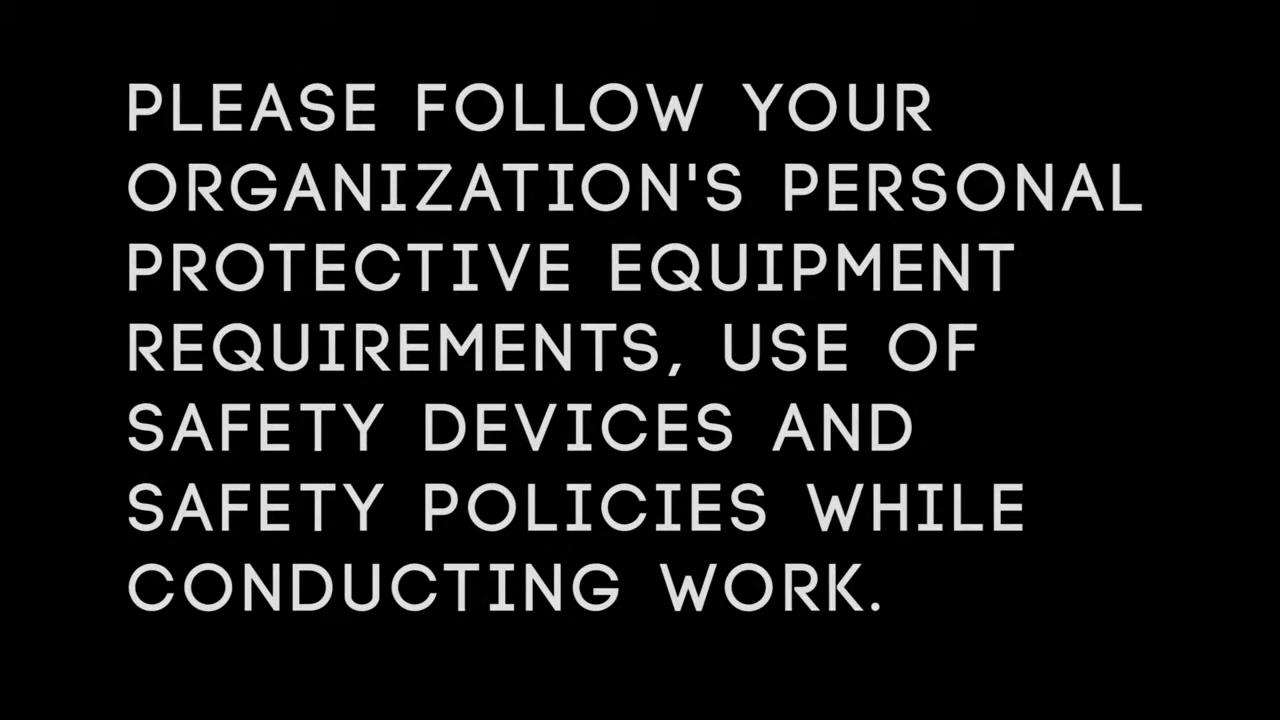 PLEASE FOLLOW YOUR
ORGANIZATION'S PERSONAL
PROTECTIVE EQUIPMENT
REQUIREMENTS, USE OF
SAFETY DEVICES AND
SAFETY POLICIES WHILE
CONDUCTING WORK.